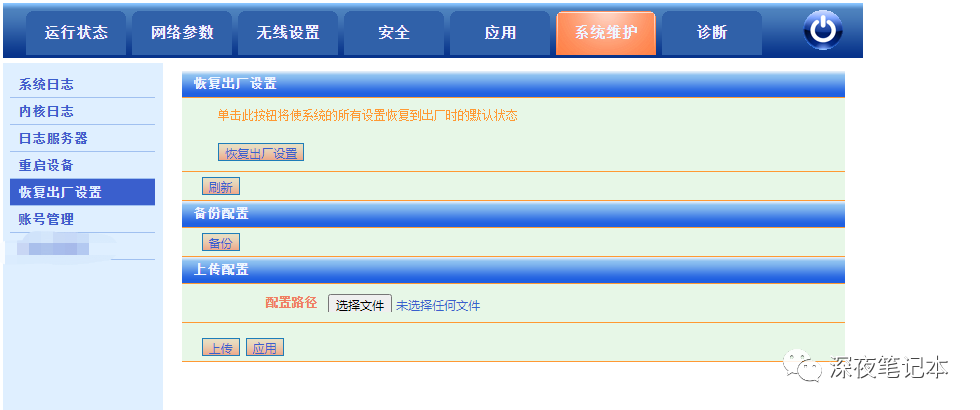 运行状态 网络参数 无线设置 安全 应用 系统维护 诊断
系统日志
内核日志
日志服务器
重启设备
恢复出厂设置
账号管理
恢复出厂设置
单击此按钮将使系统的所有设置恢复到出厂时的默认状态
恢复出厂设置
刷新
备份配置
备份
上传配置
配置路径 选择文件 未选择任何文件
上传 应用
深夜笔记本